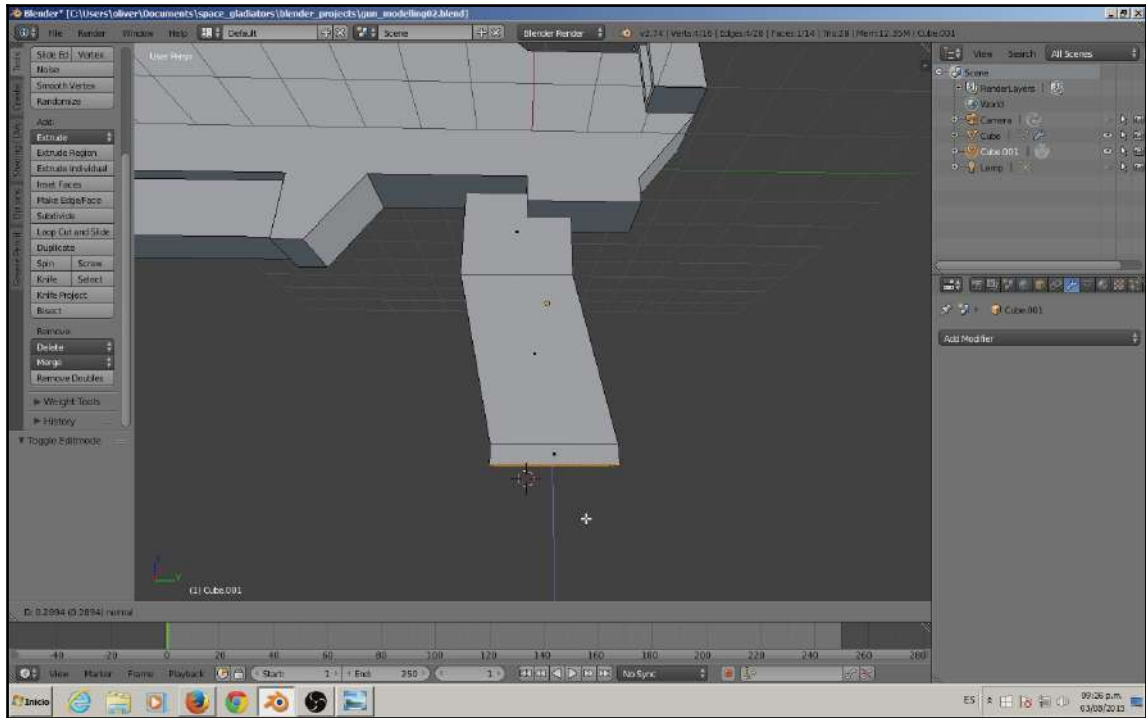 Blender* [C:\Users\oliver\Documents\space_gladiators\blender_projects\gun_modelling02.blend]
File Render Window Help Default Scene Blender Render v2.74 | Verts:4/16 | Edges:4/28 | Faces:1/14 | Tris:28 | Mem:12.35M | Cube.001
Slide Ed Vertex
Noise
Smooth Vertex
Randomize
Add:
Extrude
Extrude Region
Extrude Individual
Inset Faces
Make Edge/Face
Subdivide
Loop Cut and Slide
Duplicate
Spin Screw
Knife Select
Knife Project
Bisect
Remove:
Delete
Merge
Remove Doubles
Weight Tools
History
Toggle Editmode
Tools
Create
Options
Grease Pencil
User Persp
(1) Cube.001
View Search All Scenes
Scene
RenderLayers
World
Camera
Cube
Cube.001
Lamp
Cube.001
Add Modifier
D: 0.2894 (0.2894) normal
-40 -20 0 20 40 60 80 100 120 140 160 180 200 220 240 260 280
View Marker Frame Playback Start: 1 End: 250 1 No Sync
Inicio ES 09:26 p.m.
03/08/2015